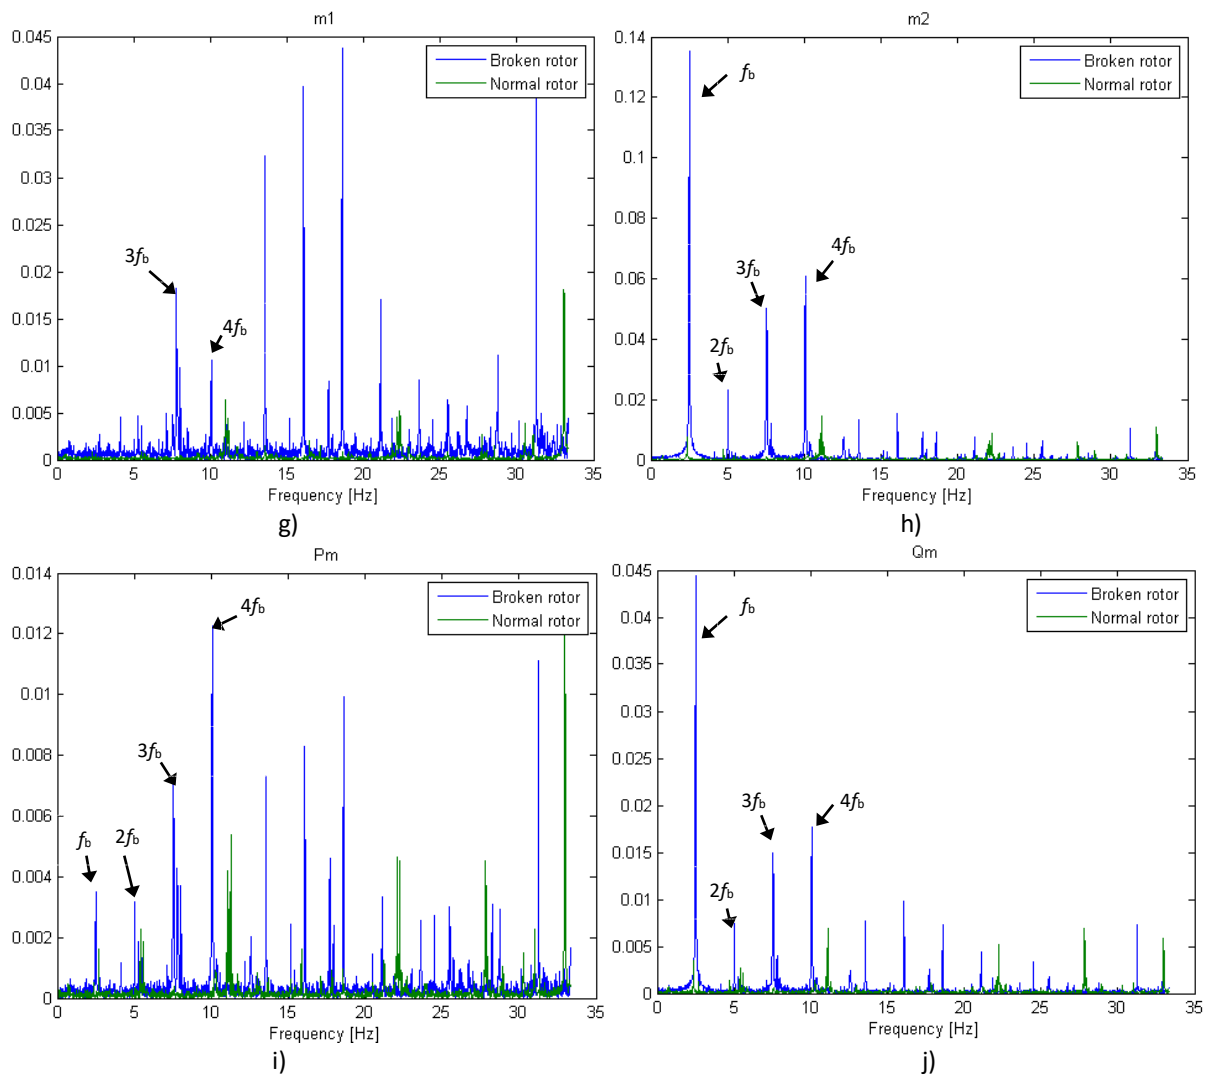 m1
0.045
0.04
0.035
0.03
0.025
0.02
0.015
0.01
0.005
0
0 5 10 15 20 25 30 35
Frequency [Hz]
Broken rotor
Normal rotor
3fb
4fb
g)
m2
0.14
0.12
0.1
0.08
0.06
0.04
0.02
0
0 5 10 15 20 25 30 35
Frequency [Hz]
Broken rotor
Normal rotor
fb
2fb
3fb
4fb
h)
Pm
0.014
0.012
0.01
0.008
0.006
0.004
0.002
0
0 5 10 15 20 25 30 35
Frequency [Hz]
Broken rotor
Normal rotor
fb
2fb
3fb
4fb
i)
Qm
0.045
0.04
0.035
0.03
0.025
0.02
0.015
0.01
0.005
0
0 5 10 15 20 25 30 35
Frequency [Hz]
Broken rotor
Normal rotor
fb
2fb
3fb
4fb
j)